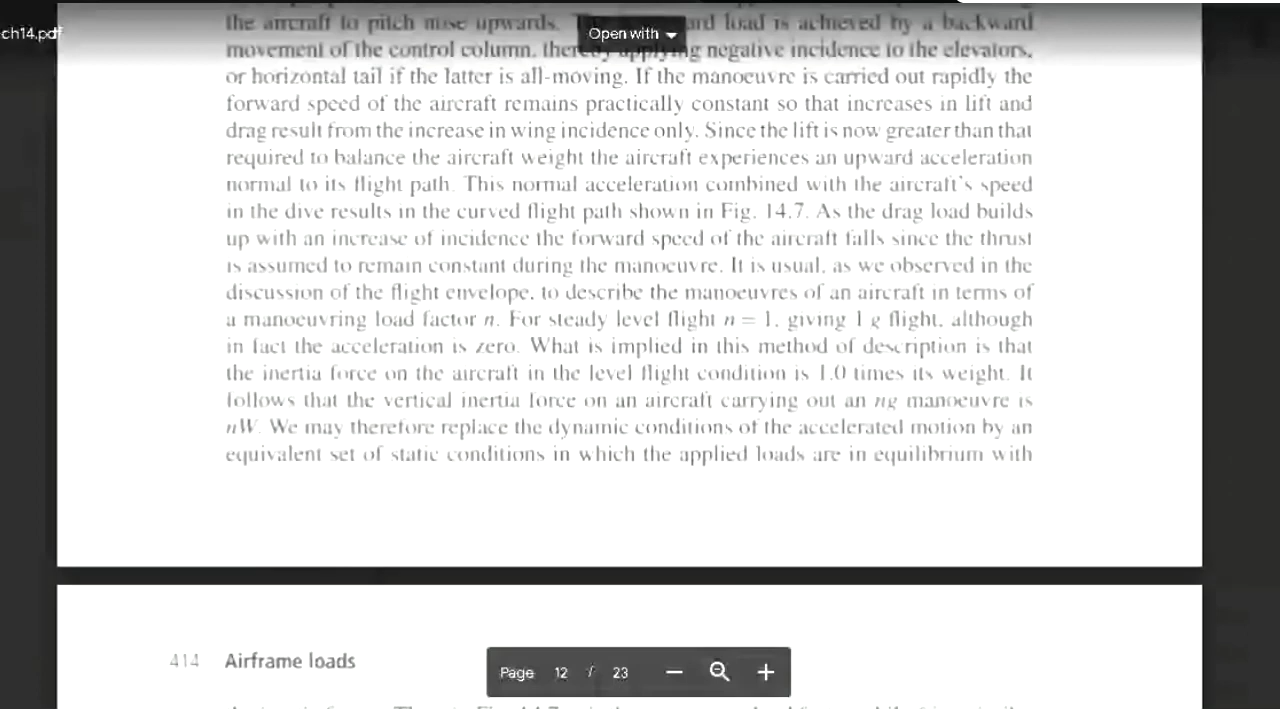 the aircraft to pitch nose upwards. ard load is achieved by a backward
-ch14.pdf
Open with
movement of the control column, thereby applying negative incidence to the elevators,
or horizontal tail if the latter is all-moving. If the manoeuvre is carried out rapidly the
forward speed of the aircraft remains practically constant so that increases in lift and
drag result from the increase in wing incidence only. Since the lift is now greater than that
required to balance the aircraft weight the aircraft experiences an upward acceleration
normal to its flight path. This normal acceleration combined with the aircraft's speed
in the dive results in the curved flight path shown in Fig. 14.7. As the drag load builds
up with an increase of incidence the forward speed of the aircraft falls since the thrust
is assumed to remain constant during the manoeuvre. It is usual, as we observed in the
discussion of the flight envelope, to describe the manoeuvres of an aircraft in terms of
a manoeuvring load factor n. For steady level flight n = 1, giving 1 g flight, although
in fact the acceleration is zero. What is implied in this method of description is that
the inertia force on the aircraft in the level flight condition is 1.0 times its weight. It
follows that the vertical inertia force on an aircraft carrying out an ng manoeuvre is
nW. We may therefore replace the dynamic conditions of the accelerated motion by an
equivalent set of static conditions in which the applied loads are in equilibrium with
414 Airframe loads
Page 12 / 23